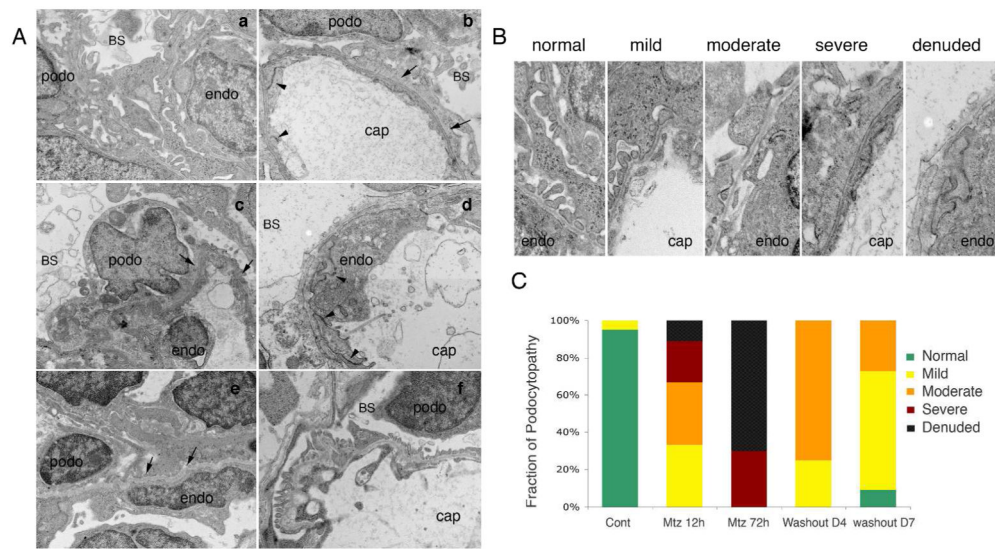 A
a
BS
podo
endo
b
podo
BS
cap
c
BS
podo
endo
d
BS
endo
cap
e
podo
endo
f
BS
podo
cap
B
normal mild moderate severe denuded
endo cap endo cap endo
C
Fraction of Podocytopathy
100%
80%
60%
40%
20%
0%
Cont Mtz 12h Mtz 72h Washout D4 washout D7
Normal
Mild
Moderate
Severe
Denuded